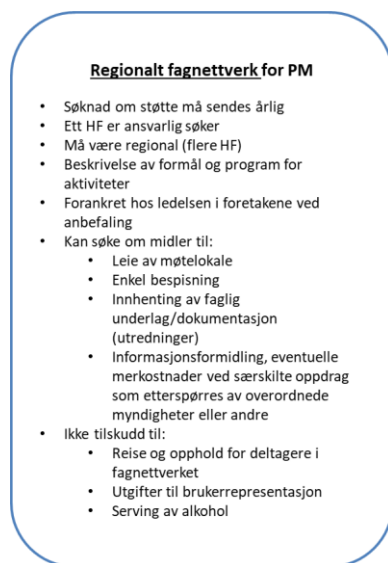 Regionalt fagnettverk for PM
• Søknad om støtte må sendes årlig
• Ett HF er ansvarlig søker
• Må være regional (flere HF)
• Beskrivelse av formål og program for
aktiviteter
• Forankret hos ledelsen i foretakene ved
anbefaling
• Kan søke om midler til:
• Leie av møtelokale
• Enkel bespisning
• Innhenting av faglig
underlag/dokumentasjon
(utredninger)
• Informasjonsformidling, eventuelle
merkostnader ved særskilte oppdrag
som etterspørres av overordnede
myndigheter eller andre
• Ikke tilskudd til:
• Reise og opphold for deltagere i
fagnettverket
• Utgifter til brukerrepresentasjon
• Serving av alkohol